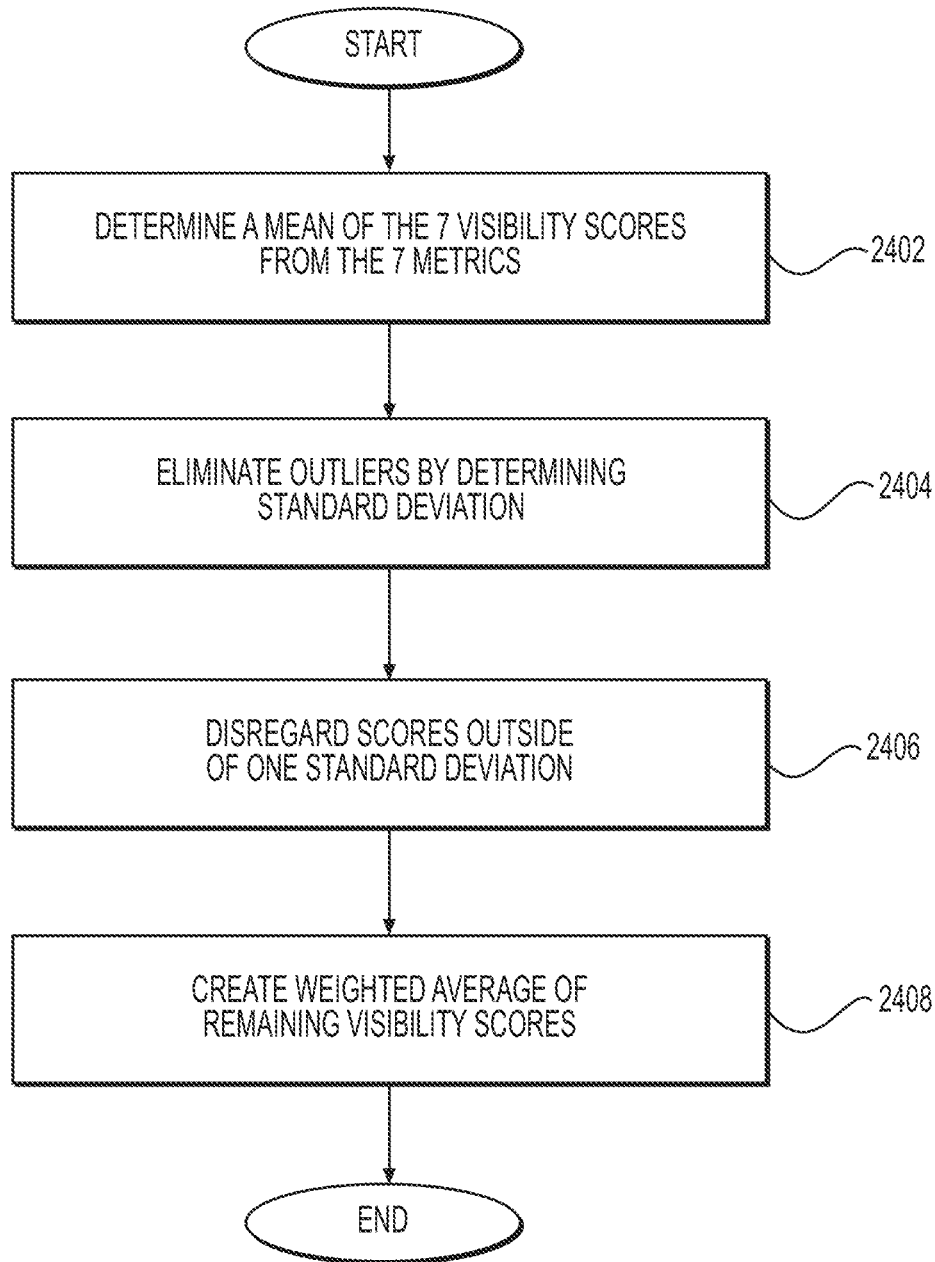 START
DETERMINE A MEAN OF THE 7 VISIBILITY SCORES
FROM THE 7 METRICS
2402
ELIMINATE OUTLIERS BY DETERMINING
STANDARD DEVIATION
2404
DISREGARD SCORES OUTSIDE
OF ONE STANDARD DEVIATION
2406
CREATE WEIGHTED AVERAGE OF
REMAINING VISIBILITY SCORES
2408
END